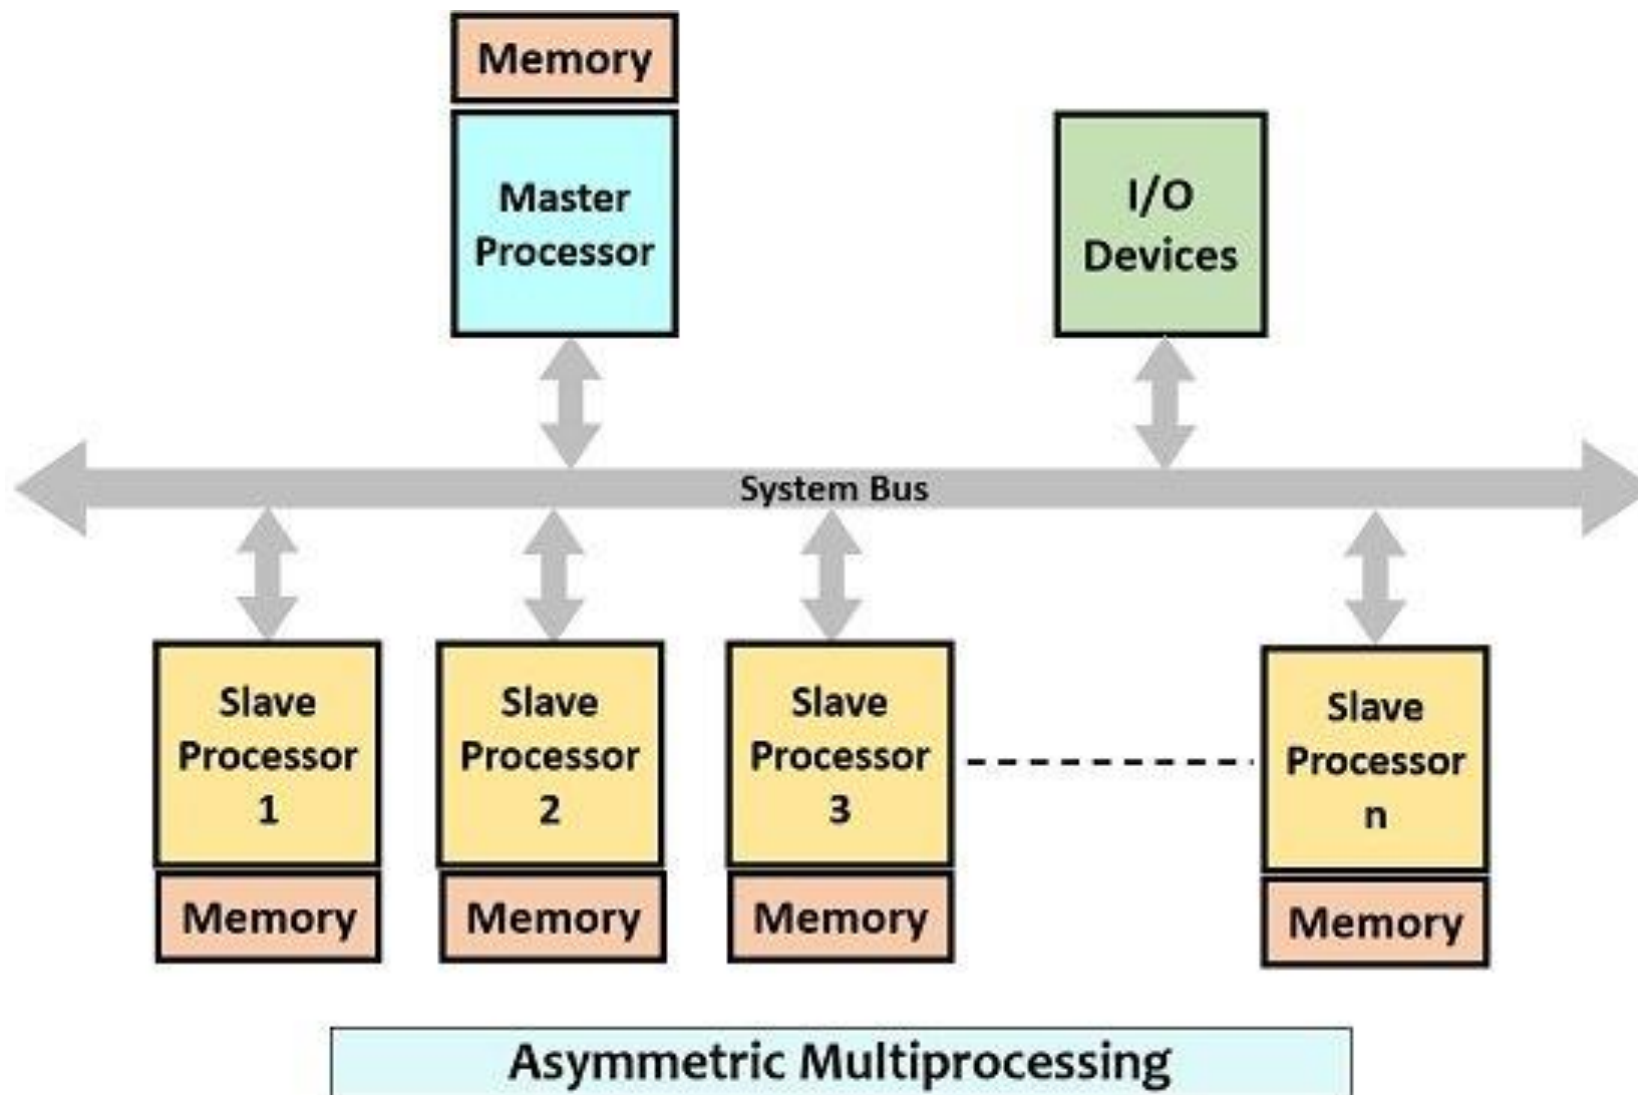 Memory
Master
Processor
I/O
Devices
System Bus
Slave
Processor
1
Slave
Processor
2
Slave
Processor
3
Slave
Processor
n
Memory
Memory
Memory
Memory
Asymmetric Multiprocessing